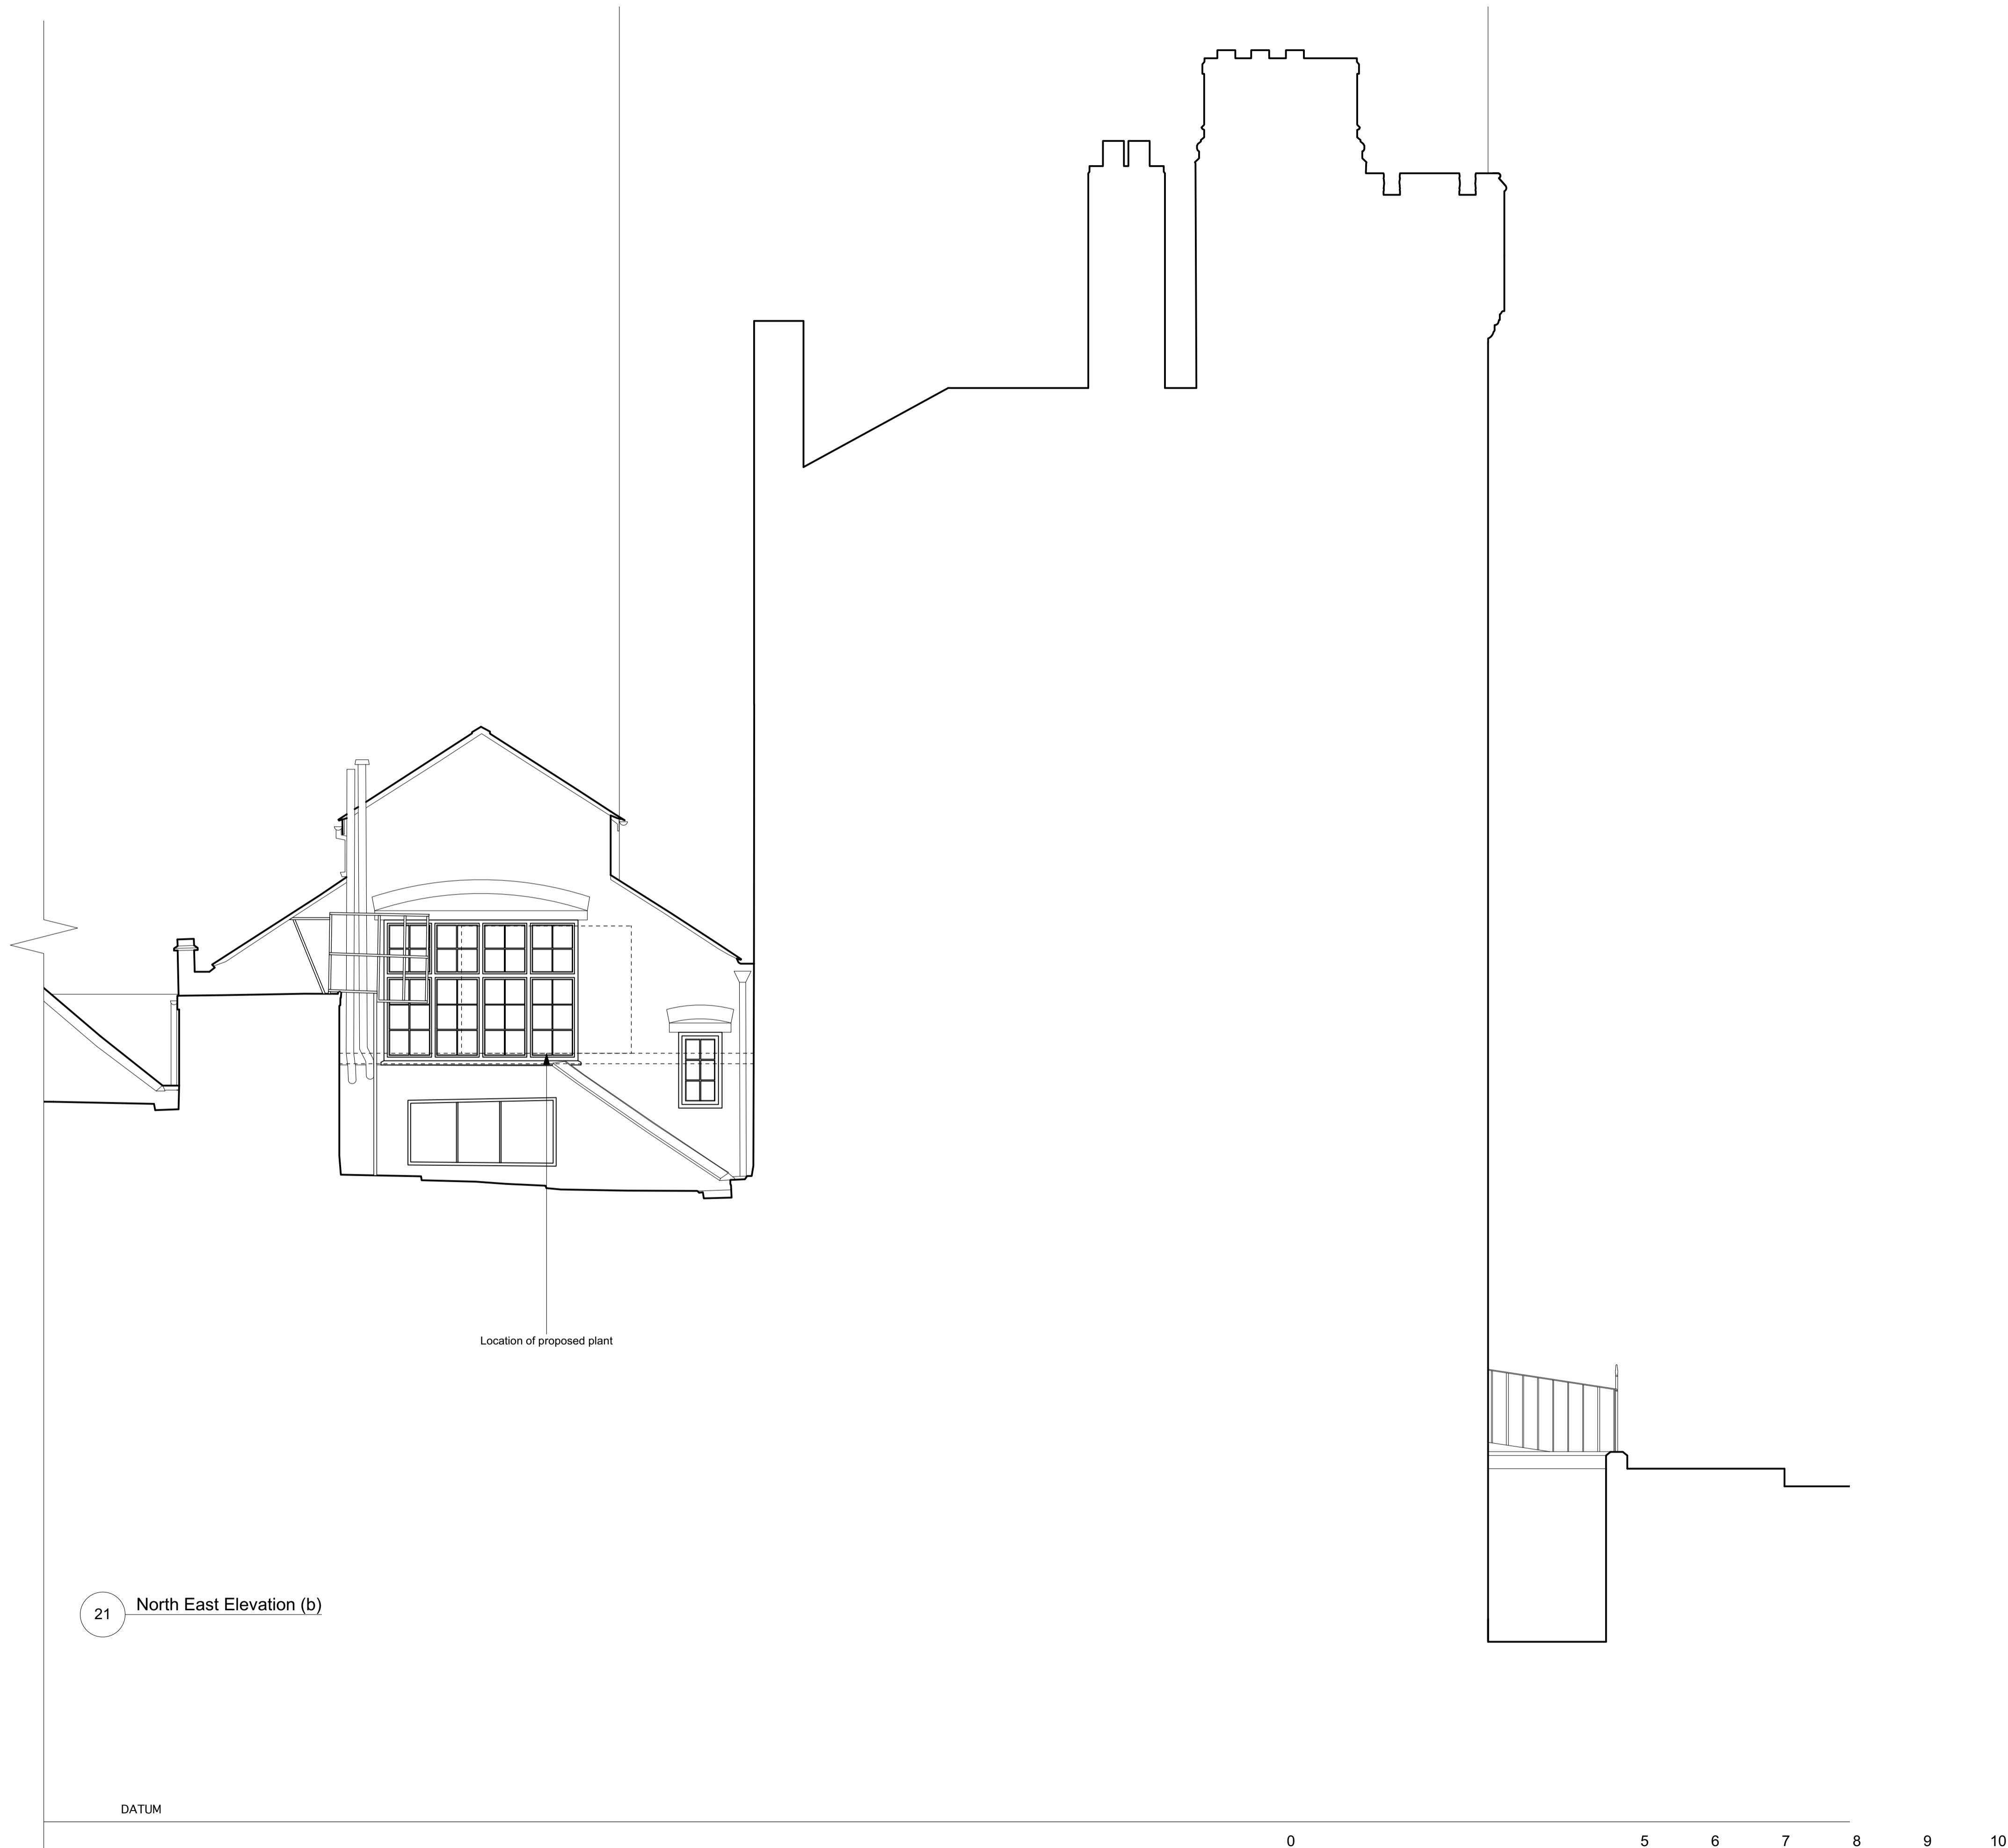 Location of proposed plant
21 North East Elevation (b)
DATUM
0 5 6 7 8 9 10